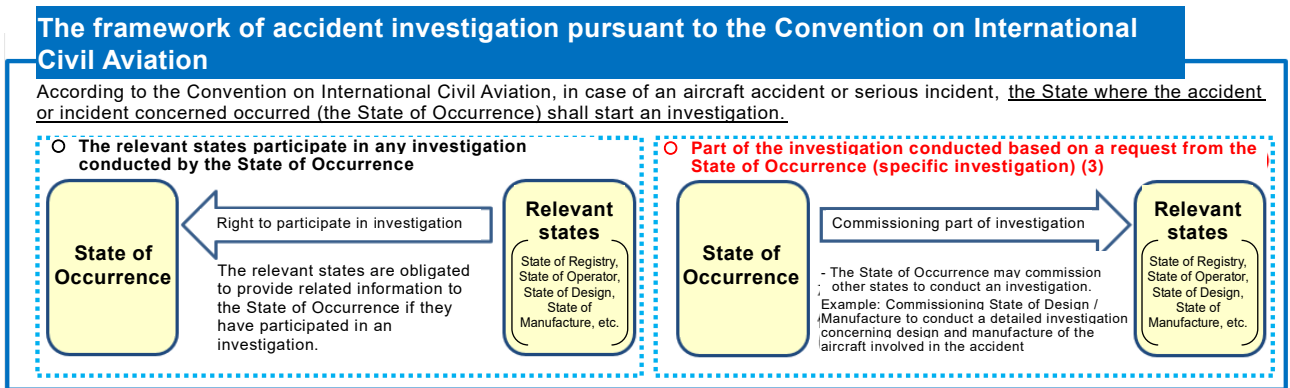 The framework of accident investigation pursuant to the Convention on International
Civil Aviation
According to the Convention on International Civil Aviation, in case of an aircraft accident or serious incident, the State where the accident
or incident concerned occurred (the State of Occurrence) shall start an investigation.
○ The relevant states participate in any investigation
conducted by the State of Occurrence
State of
Occurrence
Right to participate in investigation
The relevant states are obligated
to provide related information to
the State of Occurrence if they
have participated in an
investigation.
Relevant
states
State of Registry,
State of Operator,
State of Design,
State of
Manufacture, etc.
○ Part of the investigation conducted based on a request from the
State of Occurrence (specific investigation) (3)
State of
Occurrence
Commissioning part of investigation
- The State of Occurrence may commission
other states to conduct an investigation.
Example: Commissioning State of Design /
Manufacture to conduct a detailed investigation
concerning design and manufacture of the
aircraft involved in the accident
Relevant
states
State of Registry,
State of Operator,
State of Design,
State of
Manufacture, etc.